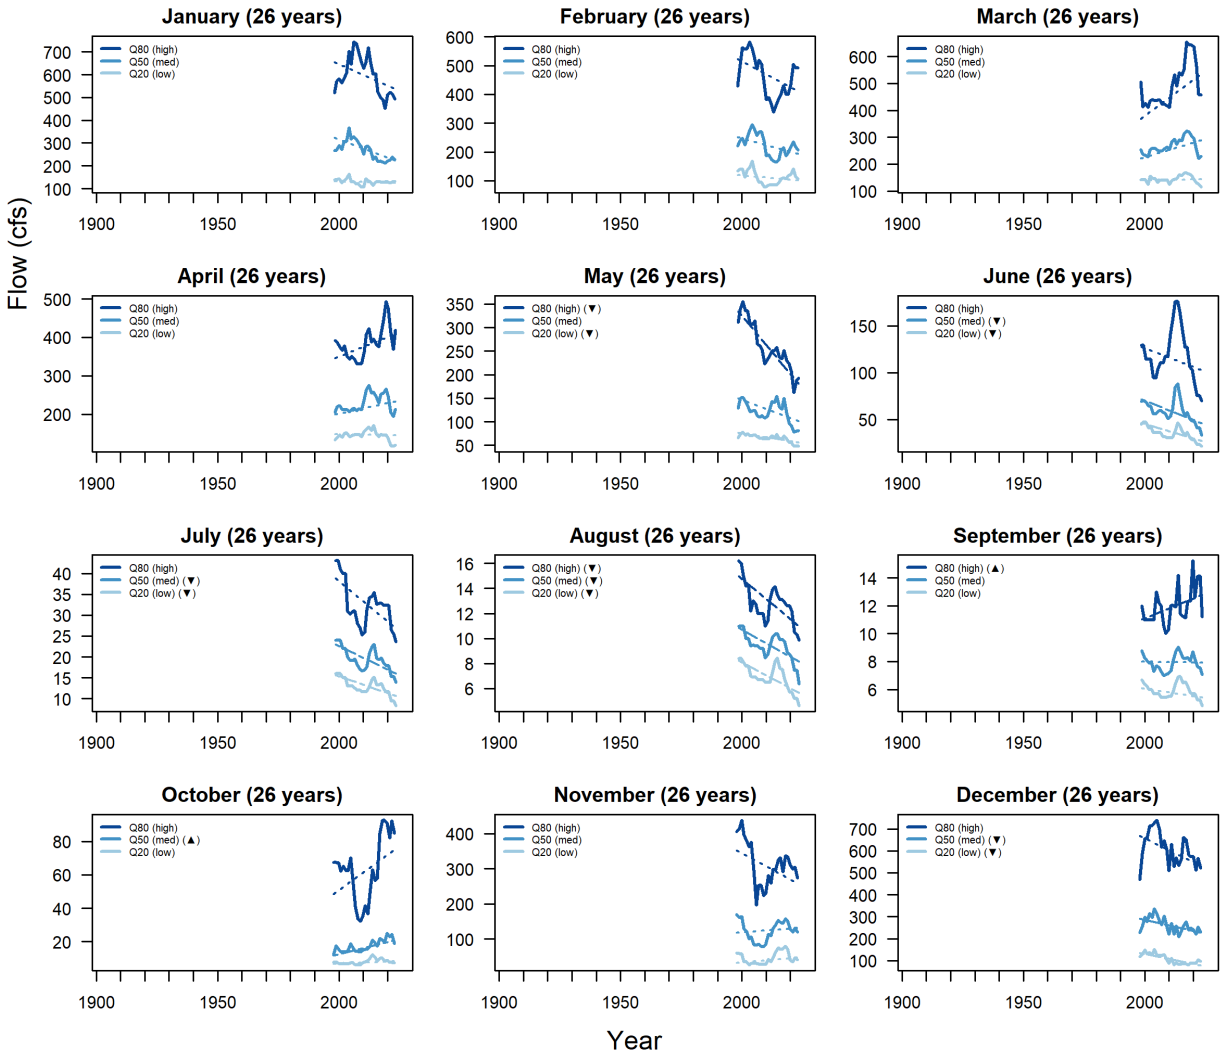 January (26 years)
Q80 (high)
Q50 (med)
Q20 (low)
700
600
500
400
300
200
100
1900
1950
2000
February (26 years)
Q80 (high)
Q50 (med)
Q20 (low)
600
500
400
300
200
100
1900
1950
2000
March (26 years)
Q80 (high)
Q50 (med)
Q20 (low)
600
500
400
300
200
100
1900
1950
2000
Flow (cfs)
April (26 years)
Q80 (high)
Q50 (med)
Q20 (low)
500
400
300
200
1900
1950
2000
May (26 years)
Q80 (high) (▼)
Q50 (med)
Q20 (low) (▼)
350
300
250
200
150
100
50
1900
1950
2000
June (26 years)
Q80 (high)
Q50 (med) (▼)
Q20 (low) (▼)
150
100
50
1900
1950
2000
July (26 years)
Q80 (high)
Q50 (med) (▼)
Q20 (low) (▼)
40
35
30
25
20
15
10
1900
1950
2000
August (26 years)
Q80 (high) (▼)
Q50 (med) (▼)
Q20 (low) (▼)
16
14
12
10
8
6
1900
1950
2000
September (26 years)
Q80 (high) (▲)
Q50 (med)
Q20 (low)
14
12
10
8
6
1900
1950
2000
October (26 years)
Q80 (high)
Q50 (med) (▲)
Q20 (low)
80
60
40
20
1900
1950
2000
November (26 years)
Q80 (high)
Q50 (med)
Q20 (low)
400
300
200
100
1900
1950
2000
December (26 years)
Q80 (high)
Q50 (med) (▼)
Q20 (low) (▼)
700
600
500
400
300
200
100
1900
1950
2000
Year